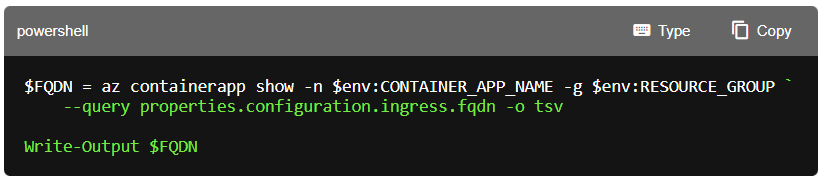 powershell
Type
Copy
$FQDN = az containerapp show -n $env:CONTAINER_APP_NAME -g $env:RESOURCE_GROUP `
    --query properties.configuration.ingress.fqdn -o tsv
Write-Output $FQDN